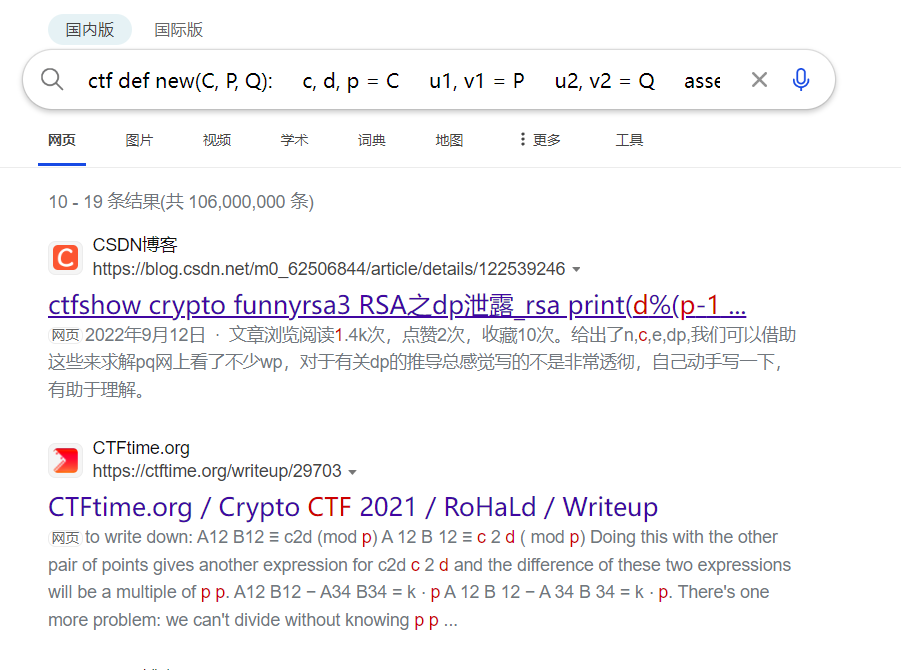 国内版 国际版
ctf def new(C, P, Q): c, d, p = C u1, v1 = P u2, v2 = Q asse
网页 图片 视频 学术 词典 地图 更多 工具
10 - 19 条结果(共 106,000,000 条)
CSDN博客
https://blog.csdn.net/m0_62506844/article/details/122539246
ctfshow crypto funnyrsa3 RSA之dp泄露_rsa print(d%(p-1 ...
网页 2022年9月12日 · 文章浏览阅读1.4k次，点赞2次，收藏10次。给出了n,c,e,dp,我们可以借助
这些来求解pq网上看了不少wp，对于有关dp的推导总感觉写的不是非常透彻，自己动手写一下，
有助于理解。
CTFtime.org
https://ctftime.org/writeup/29703
CTFtime.org / Crypto CTF 2021 / RoHaLd / Writeup
网页 to write down: A12 B12 ≡ c2d (mod p) A 12 B 12 ≡ c 2 d ( mod p) Doing this with the other
pair of points gives another expression for c2d c 2 d and the difference of these two expressions
will be a multiple of p p. A12 B12 − A34 B34 = k · p A 12 B 12 − A 34 B 34 = k · p. There's one
more problem: we can't divide without knowing p p ...